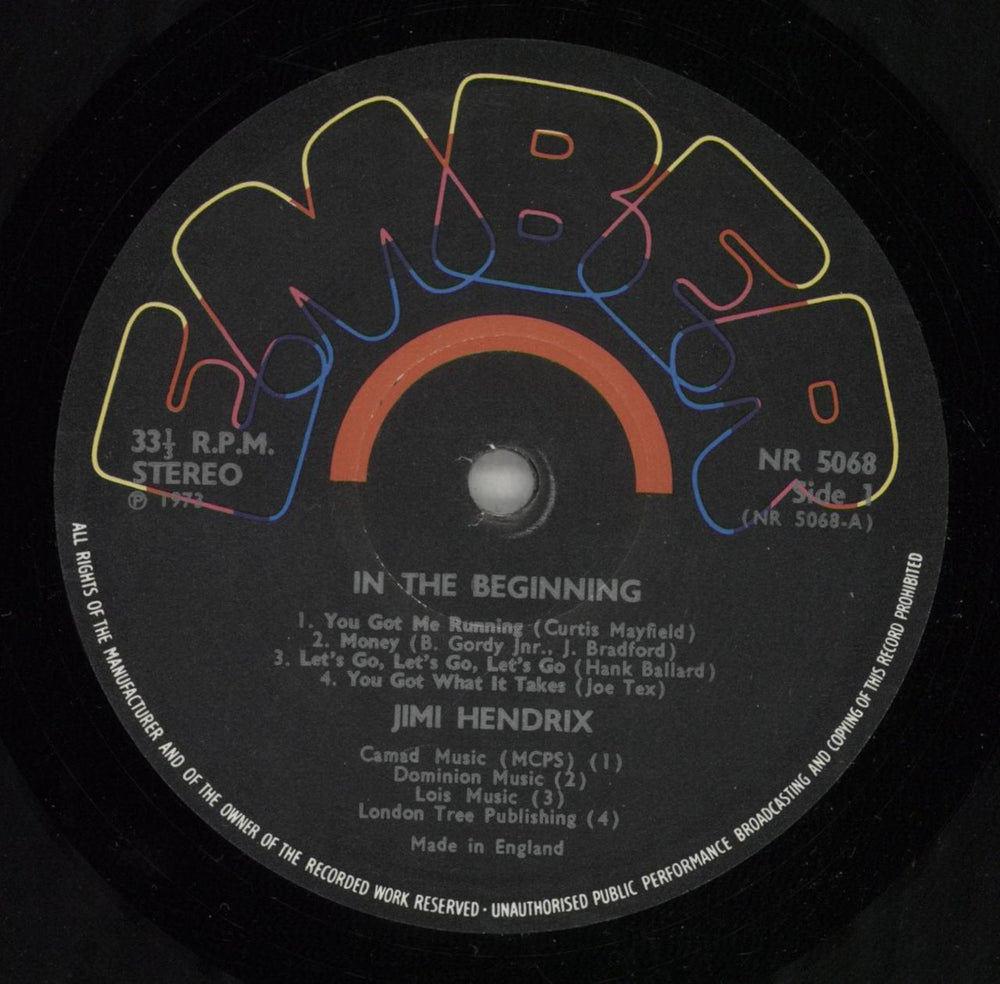 EMBER
33⅓ R.P.M.
STEREO
℗ 1973
NR 5068
Side 1
(NR 5068-A)
IN THE BEGINNING
1. You Got Me Running (Curtis Mayfield)
2. Money (B. Gordy Jnr., J. Bradford)
3. Let's Go, Let's Go, Let's Go (Hank Ballard)
4. You Got What It Takes (Joe Tex)
JIMI HENDRIX
Camad Music (MCPS) (1)
Dominion Music (2)
Lois Music (3)
London Tree Publishing (4)
Made in England
ALL RIGHTS OF THE MANUFACTURER AND OF THE OWNER OF THE RECORDED WORK RESERVED · UNAUTHORISED PUBLIC PERFORMANCE BROADCASTING AND COPYING OF THIS RECORD PROHIBITED